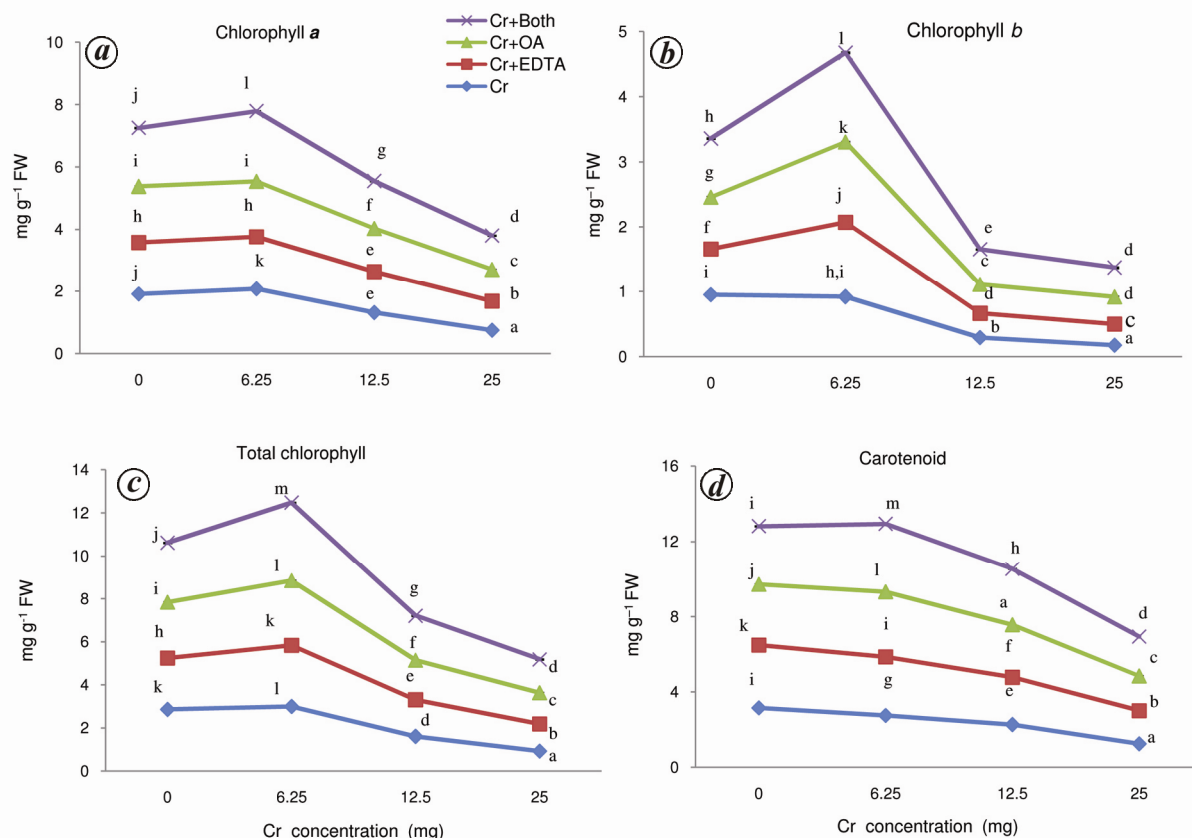 a
Chlorophyll a
Cr+Both
Cr+OA
Cr+EDTA
Cr
mg g⁻¹ FW
10
8
6
4
2
0
j l g d
i i f c
h h e b
j k e a
0 6.25 12.5 25
b
Chlorophyll b
mg g⁻¹ FW
5
4
3
2
1
0
h l e d
g k c d
f j d c
i h,i b a
0 6.25 12.5 25
c
Total chlorophyll
mg g⁻¹ FW
14
12
10
8
6
4
2
0
j m g d
i l f c
h k e b
k l d a
0 6.25 12.5 25
Cr concentration (mg)
d
Carotenoid
mg g⁻¹ FW
16
12
8
4
0
i m h d
j l a c
k i f b
i g e a
0 6.25 12.5 25
Cr concentration (mg)